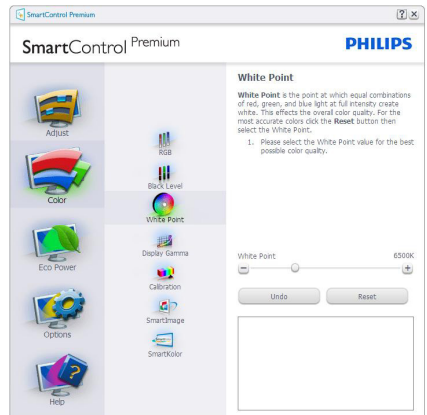 SmartControl Premium
? ×
SmartControl Premium
PHILIPS
Adjust
Color
Eco Power
Options
Help
RGB
Black Level
White Point
Display Gamma
Calibration
SmartImage
SmartKolor
White Point
White Point is the point at which equal combinations
of red, green, and blue light at full intensity create
white. This effects the overall color quality. For the
most accurate colors click the Reset button then
select the White Point.
1. Please select the White Point value for the best
possible color quality.
White Point 6500K
Undo Reset